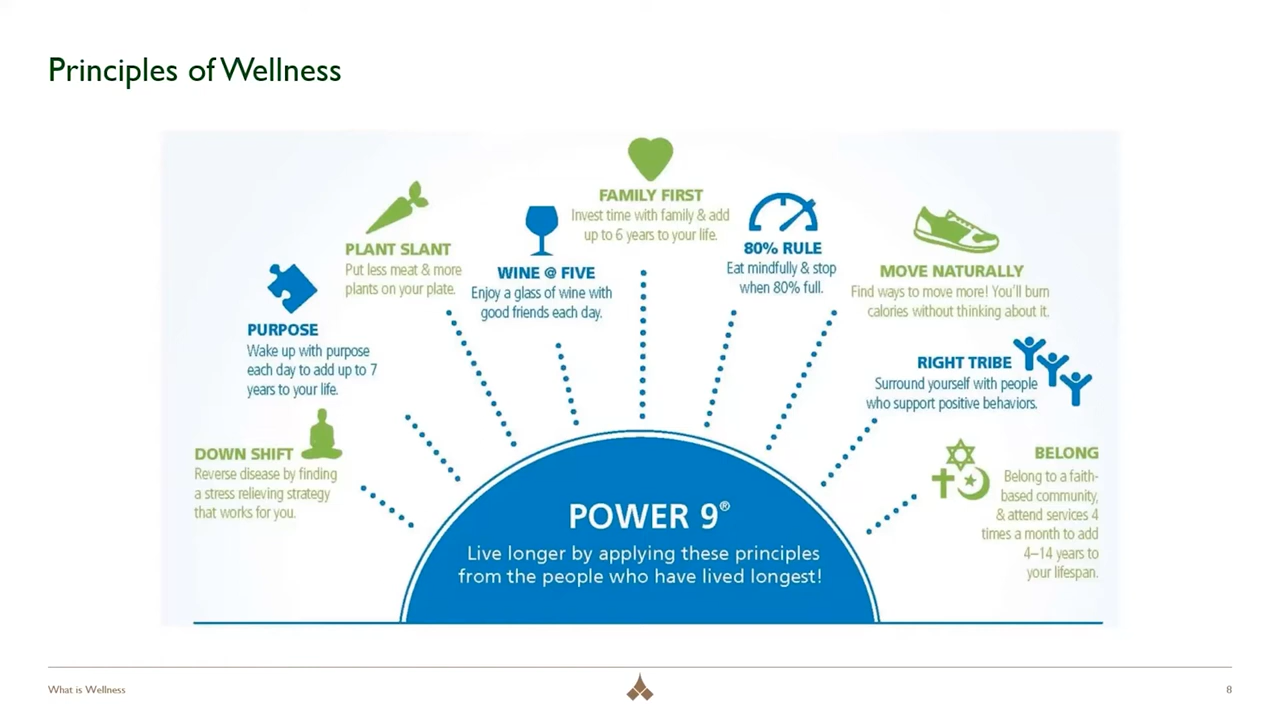 Principles of Wellness
FAMILY FIRST
Invest time with family & add
up to 6 years to your life.
PLANT SLANT
Put less meat & more
plants on your plate.
WINE @ FIVE
Enjoy a glass of wine with
good friends each day.
80% RULE
Eat mindfully & stop
when 80% full.
MOVE NATURALLY
Find ways to move more! You'll burn
calories without thinking about it.
PURPOSE
Wake up with purpose
each day to add up to 7
years to your life.
RIGHT TRIBE
Surround yourself with people
who support positive behaviors.
DOWN SHIFT
Reverse disease by finding
a stress relieving strategy
that works for you.
BELONG
Belong to a faith-
based community,
& attend services 4
times a month to add
4–14 years to
your lifespan.
POWER 9®
Live longer by applying these principles
from the people who have lived longest!
What is Wellness
8